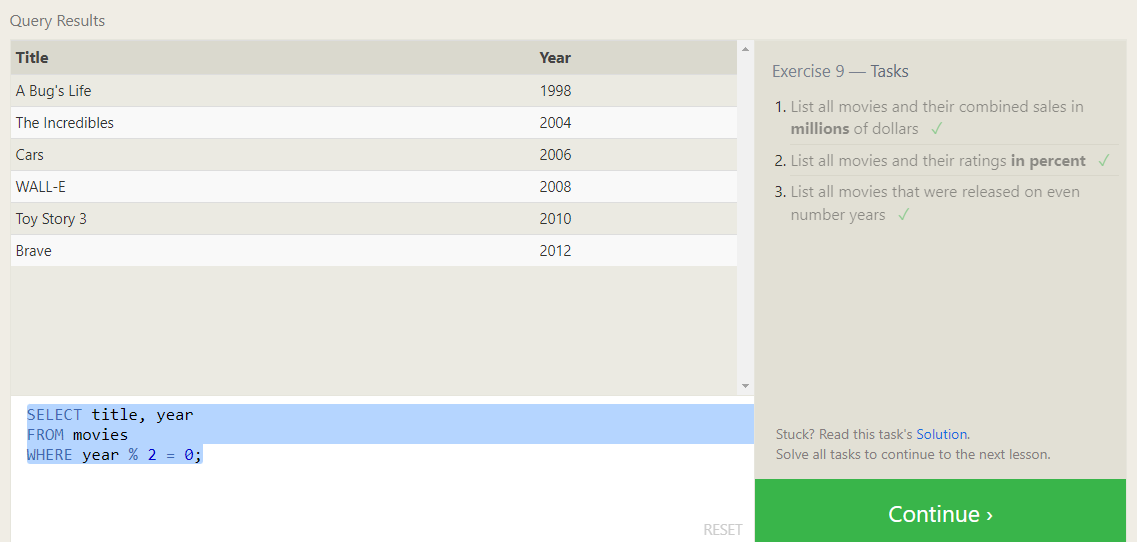 Query Results
Title Year
A Bug's Life 1998
The Incredibles 2004
Cars 2006
WALL-E 2008
Toy Story 3 2010
Brave 2012
SELECT title, year
FROM movies
WHERE year % 2 = 0;
RESET
Exercise 9 — Tasks
1. List all movies and their combined sales in
millions of dollars ✓
2. List all movies and their ratings in percent ✓
3. List all movies that were released on even
number years ✓
Stuck? Read this task's Solution.
Solve all tasks to continue to the next lesson.
Continue ›